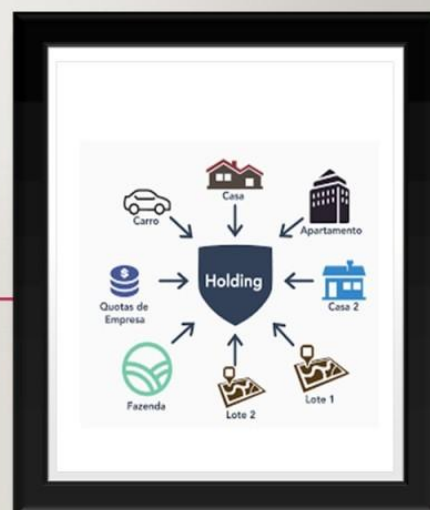 Casa
Carro
Apartamento
Holding
Quotas de
Empresa
Casa 2
Fazenda
Lote 2
Lote 1